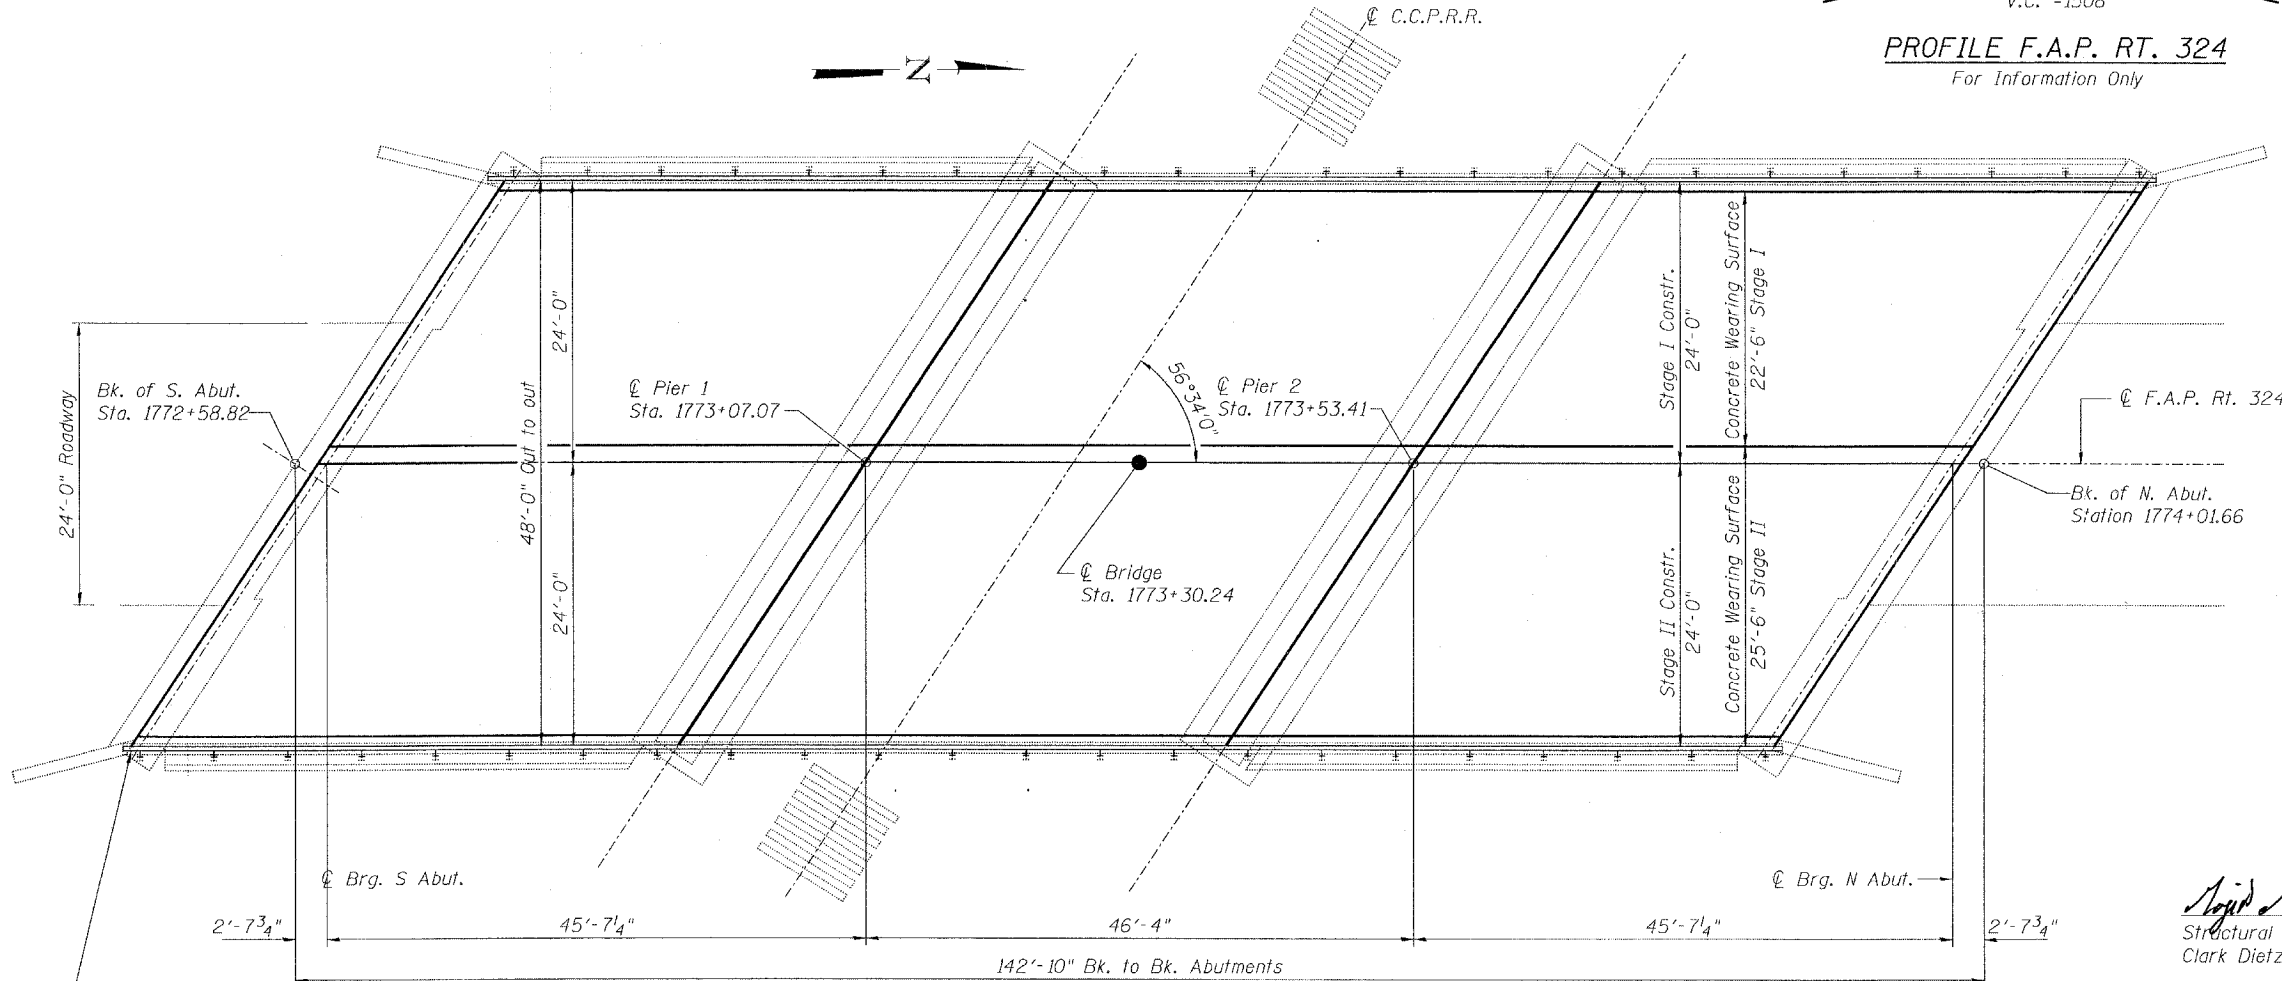 ℄ C.C.P.R.R.
V.C. -1308
PROFILE F.A.P. RT. 324
For Information Only
N
24'-0" Roadway
Bk. of S. Abut.
Sta. 1772+58.82
48'-0" Out to out
24'-0"
24'-0"
℄ Pier 1
Sta. 1773+07.07
56°34'0"
℄ Pier 2
Sta. 1773+53.41
℄ Bridge
Sta. 1773+30.24
Stage I Constr.
24'-0"
Concrete Wearing Surface
22'-6" Stage I
Stage II Constr.
24'-0"
Concrete Wearing Surface
25'-6" Stage II
℄ F.A.P. Rt. 324
Bk. of N. Abut.
Station 1774+01.66
℄ Brg. S Abut.
℄ Brg. N Abut.
2'-7¾"
45'-7¼"
46'-4"
45'-7¼"
2'-7¾"
142'-10" Bk. to Bk. Abutments
Structural
Clark Dietz